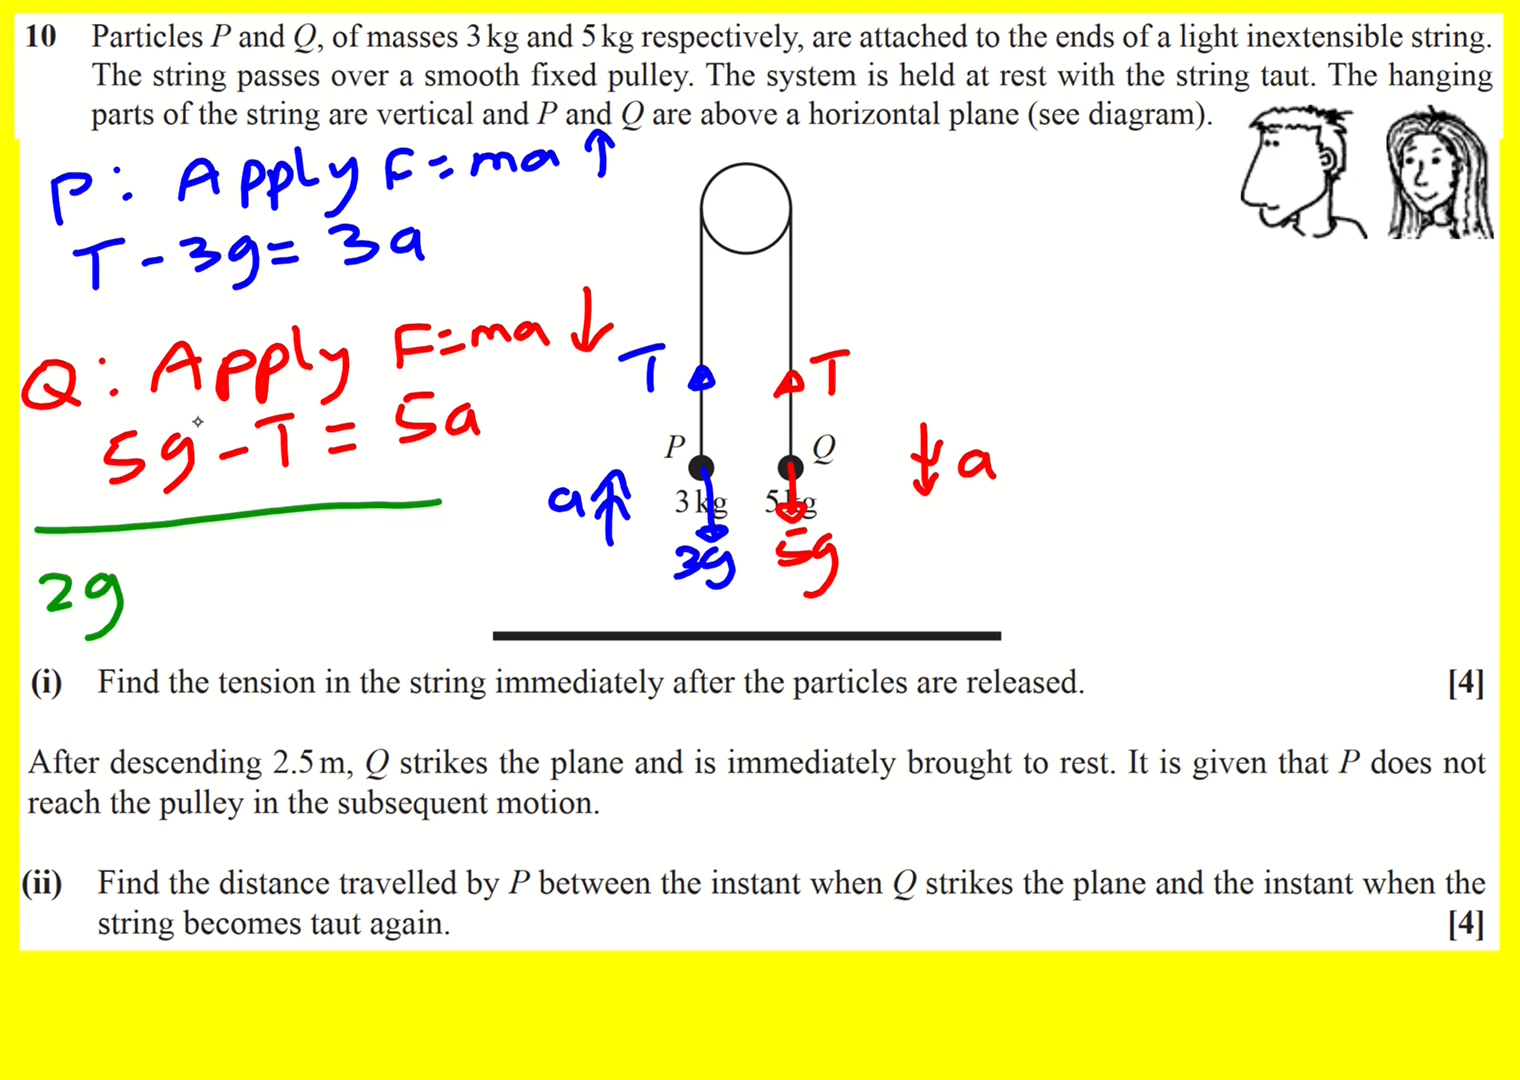 10 Particles P and Q, of masses 3 kg and 5 kg respectively, are attached to the ends of a light inextensible string.
The string passes over a smooth fixed pulley. The system is held at rest with the string taut. The hanging
parts of the string are vertical and P and Q are above a horizontal plane (see diagram).
P: Apply F=ma ↑
T - 3g = 3a
Q: Apply F=ma ↓
5g - T = 5a
2g
T
T
P
Q
a
a
3 kg
5 kg
3g
5g
(i) Find the tension in the string immediately after the particles are released. [4]
After descending 2.5 m, Q strikes the plane and is immediately brought to rest. It is given that P does not
reach the pulley in the subsequent motion.
(ii) Find the distance travelled by P between the instant when Q strikes the plane and the instant when the
string becomes taut again. [4]